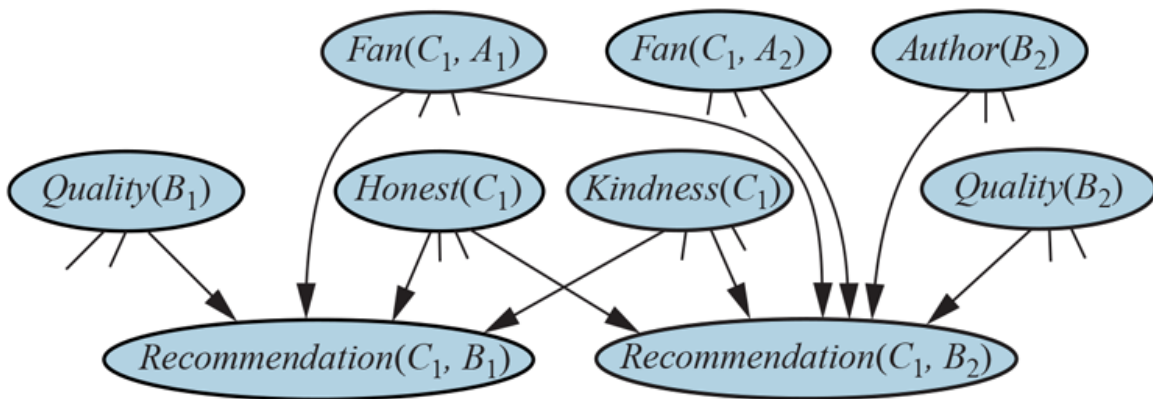 Fan(C₁, A₁)
Fan(C₁, A₂)
Author(B₂)
Quality(B₁)
Honest(C₁)
Kindness(C₁)
Quality(B₂)
Recommendation(C₁, B₁)
Recommendation(C₁, B₂)